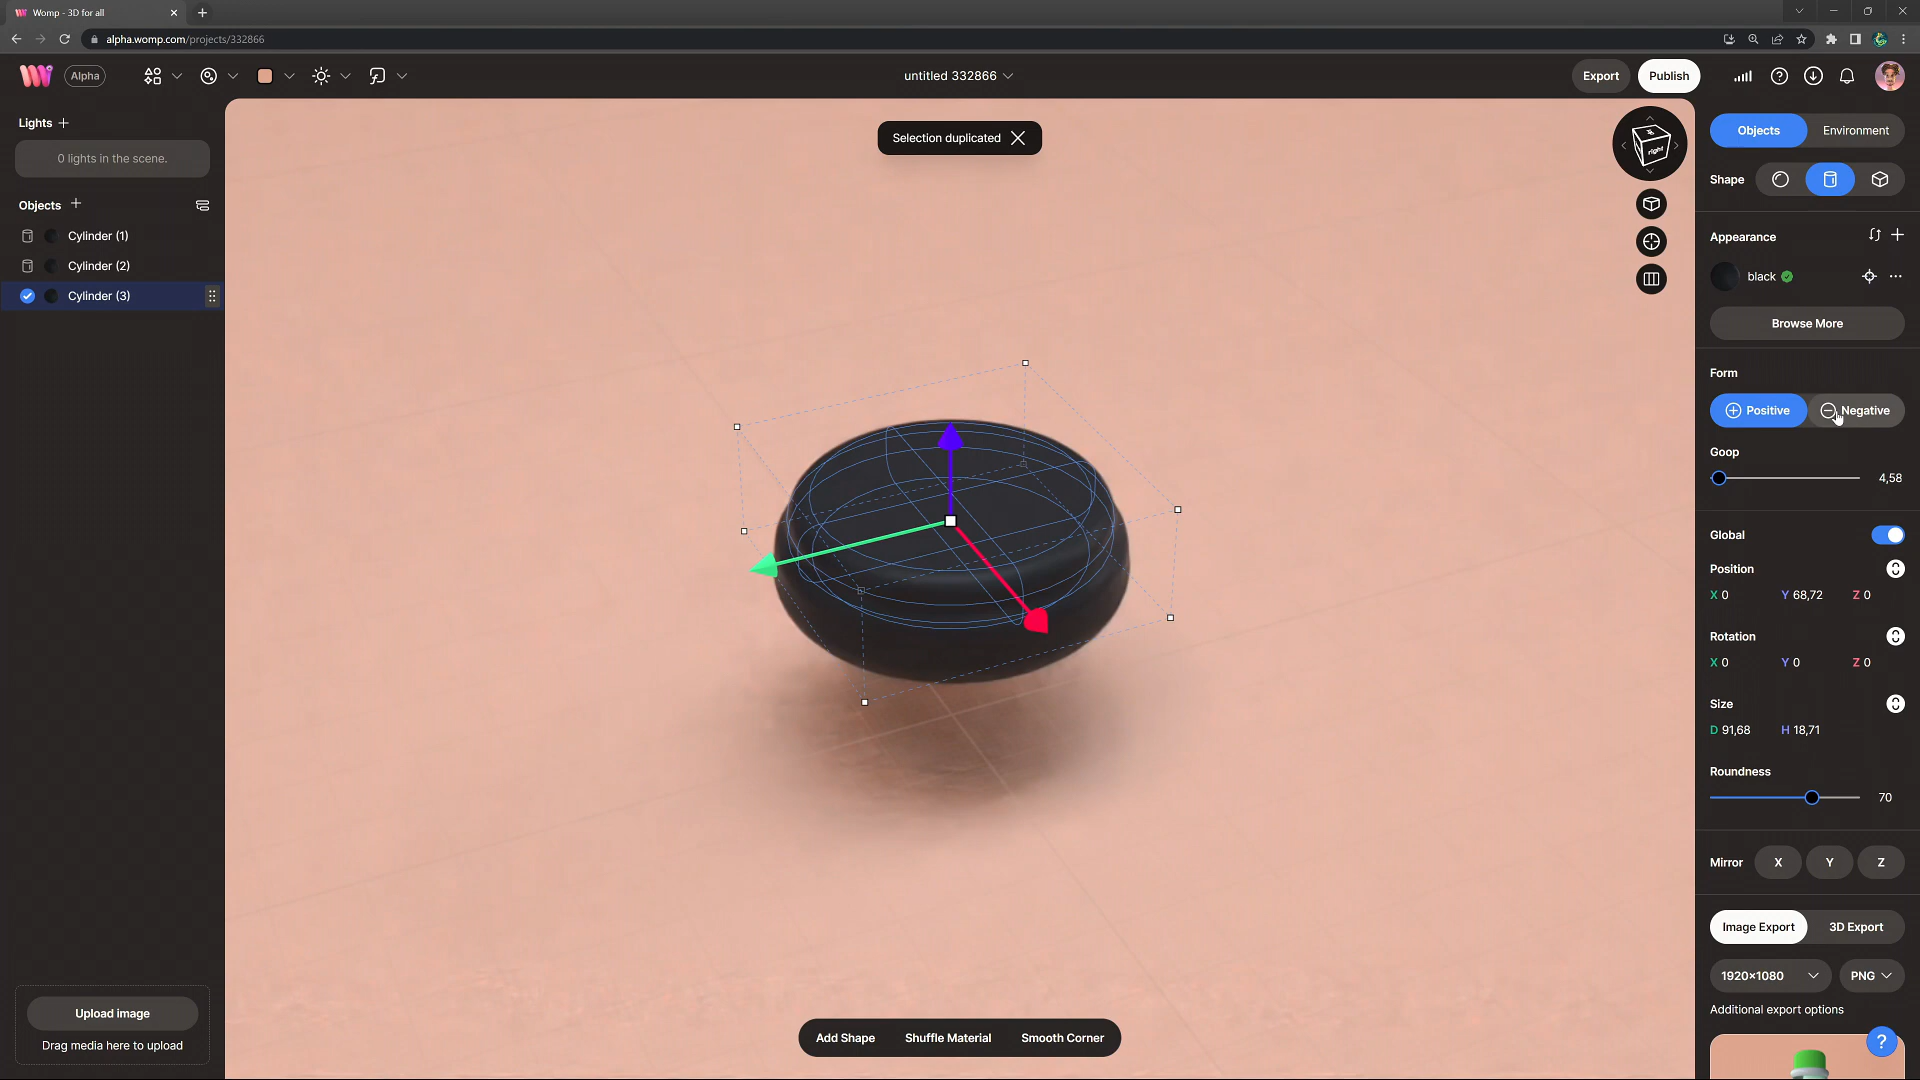 Womp - 3D for all
alpha.womp.com/projects/332866
Alpha
untitled 332866
Export
Publish
Lights
0 lights in the scene.
Objects
Cylinder (1)
Cylinder (2)
Cylinder (3)
Upload image
Drag media here to upload
Selection duplicated
right
Add Shape
Shuffle Material
Smooth Corner
Objects
Environment
Shape
Appearance
black
Browse More
Form
Positive
Negative
Goop
4,58
Global
Position
X 0 Y 68,72 Z 0
Rotation
X 0 Y 0 Z 0
Size
D 91,68 H 18,71
Roundness
70
Mirror X Y Z
Image Export
3D Export
1920×1080
PNG
Additional export options
?